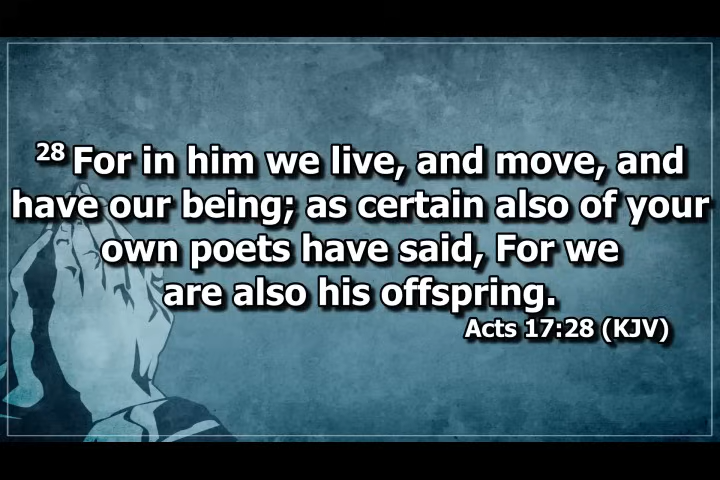 28 For in him we live, and move, and
have our being; as certain also of your
own poets have said, For we
are also his offspring.
Acts 17:28 (KJV)